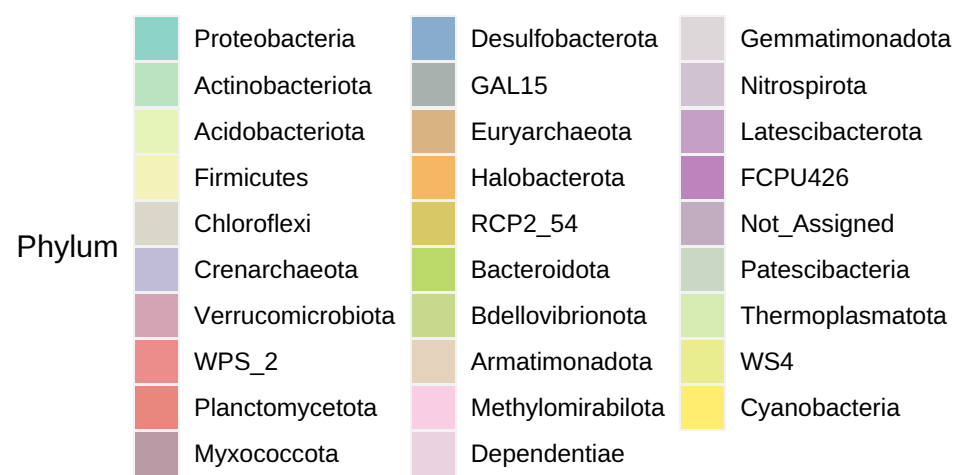 Phylum
Proteobacteria
Actinobacteriota
Acidobacteriota
Firmicutes
Chloroflexi
Crenarchaeota
Verrucomicrobiota
WPS_2
Planctomycetota
Myxococcota
Desulfobacterota
GAL15
Euryarchaeota
Halobacterota
RCP2_54
Bacteroidota
Bdellovibrionota
Armatimonadota
Methylomirabilota
Dependentiae
Gemmatimonadota
Nitrospirota
Latescibacterota
FCPU426
Not_Assigned
Patescibacteria
Thermoplasmatota
WS4
Cyanobacteria